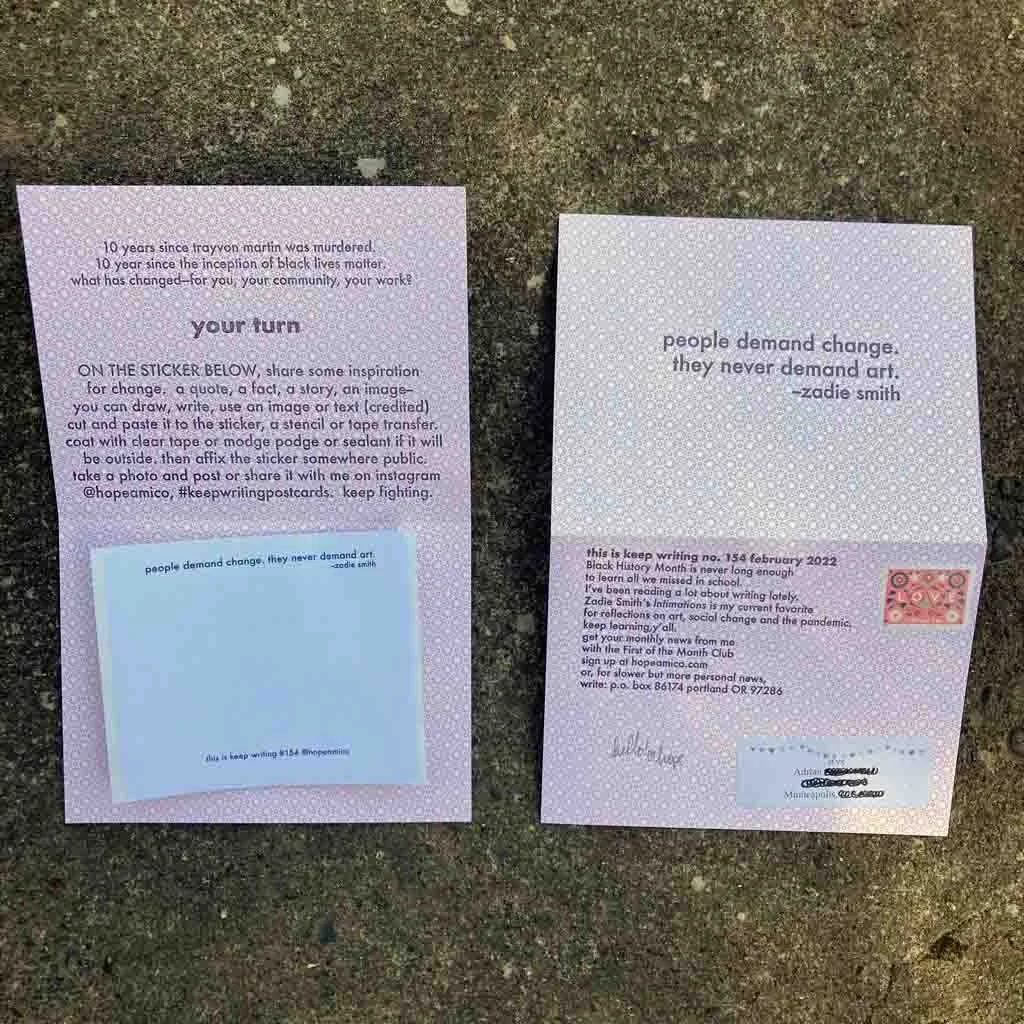 10 years since trayvon martin was murdered.
10 year since the inception of black lives matter.
what has changed—for you, your community, your work?
your turn
ON THE STICKER BELOW, share some inspiration
for change. a quote, a fact, a story, an image—
you can draw, write, use an image or text (credited)
cut and paste it to the sticker, a stencil or tape transfer.
coat with clear tape or modge podge or sealant if it will
be outside. then affix the sticker somewhere public.
take a photo and post or share it with me on instagram
@hopeamico, #keepwritingpostcards. keep fighting.
people demand change. they never demand art.
–zadie smith
this is keep writing #154 @hopeamico
people demand change.
they never demand art.
–zadie smith
this is keep writing no. 154 february 2022
Black History Month is never long enough
to learn all we missed in school.
I've been reading a lot about writing lately.
Zadie Smith's Intimations is my current favorite
for reflections on art, social change and the pandemic.
keep learning,y'all.
get your monthly news from me
with the First of the Month Club
sign up at hopeamico.com
or, for slower but more personal news,
write: p.o. box 86174 portland OR 97286
LOVE
Adrian
Minneapolis,